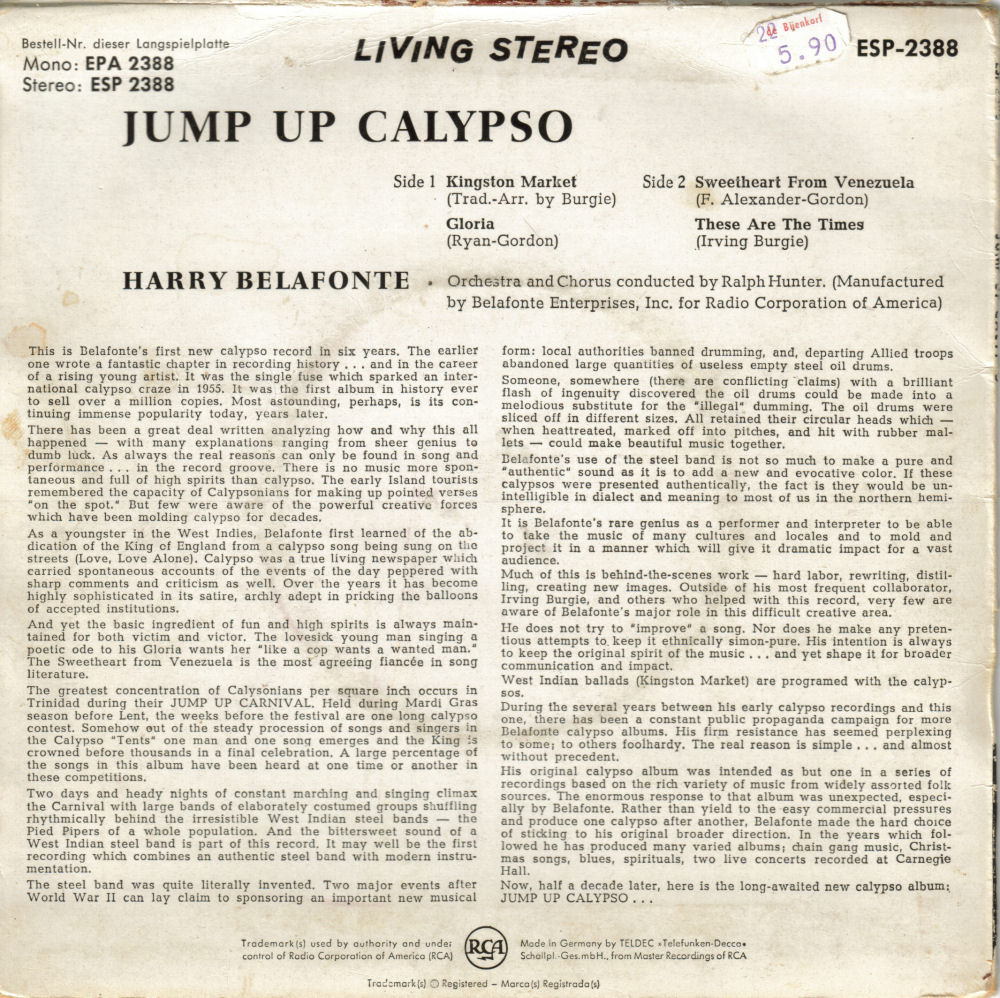 Bestell-Nr. dieser Langspielplatte
Mono: EPA 2388
Stereo: ESP 2388
LIVING STEREO
de Bijenkorf
22
5.90
ESP-2388
JUMP UP CALYPSO
Side 1 Kingston Market
(Trad.-Arr. by Burgie)
Gloria
(Ryan-Gordon)
Side 2 Sweetheart From Venezuela
(F. Alexander-Gordon)
These Are The Times
(Irving Burgie)
HARRY BELAFONTE • Orchestra and Chorus conducted by Ralph Hunter. (Manufactured
by Belafonte Enterprises, Inc. for Radio Corporation of America)
This is Belafonte's first new calypso record in six years. The earlier
one wrote a fantastic chapter in recording history . . . and in the career
of a rising young artist. It was the single fuse which sparked an inter-
national calypso craze in 1955. It was the first album in history ever
to sell over a million copies. Most astounding, perhaps, is its con-
tinuing immense popularity today, years later.
There has been a great deal written analyzing how and why this all
happened — with many explanations ranging from sheer genius to
dumb luck. As always the real reasons can only be found in song and
performance . . . in the record groove. There is no music more spon-
taneous and full of high spirits than calypso. The early Island tourists
remembered the capacity of Calypsonians for making up pointed verses
"on the spot." But few were aware of the powerful creative forces
which have been molding calypso for decades.
As a youngster in the West Indies, Belafonte first learned of the ab-
dication of the King of England from a calypso song being sung on the
streets (Love, Love Alone). Calypso was a true living newspaper which
carried spontaneous accounts of the events of the day peppered with
sharp comments and criticism as well. Over the years it has become
highly sophisticated in its satire, archly adept in pricking the balloons
of accepted institutions.
And yet the basic ingredient of fun and high spirits is always main-
tained for both victim and victor. The lovesick young man singing a
poetic ode to his Gloria wants her "like a cop wants a wanted man."
The Sweetheart from Venezuela is the most agreeing fiancée in song
literature.
The greatest concentration of Calysonians per square inch occurs in
Trinidad during their JUMP UP CARNIVAL. Held during Mardi Gras
season before Lent, the weeks before the festival are one long calypso
contest. Somehow out of the steady procession of songs and singers in
the Calypso "Tents" one man and one song emerges and the King is
crowned before thousands in a final celebration. A large percentage of
the songs in this album have been heard at one time or another in
these competitions.
Two days and heady nights of constant marching and singing climax
the Carnival with large bands of elaborately costumed groups shuffling
rhythmically behind the irresistible West Indian steel bands — the
Pied Pipers of a whole population. And the bittersweet sound of a
West Indian steel band is part of this record. It may well be the first
recording which combines an authentic steel band with modern instru-
mentation.
The steel band was quite literally invented. Two major events after
World War II can lay claim to sponsoring an important new musical
form: local authorities banned drumming, and, departing Allied troops
abandoned large quantities of useless empty steel oil drums.
Someone, somewhere (there are conflicting claims) with a brilliant
flash of ingenuity discovered the oil drums could be made into a
melodious substitute for the "illegal" dumming. The oil drums were
sliced off in different sizes. All retained their circular heads which —
when heattreated, marked off into pitches, and hit with rubber mal-
lets — could make beautiful music together.
Belafonte's use of the steel band is not so much to make a pure and
"authentic" sound as it is to add a new and evocative color. If these
calypsos were presented authentically, the fact is they would be un-
intelligible in dialect and meaning to most of us in the northern hemi-
sphere.
It is Belafonte's rare genius as a performer and interpreter to be able
to take the music of many cultures and locales and to mold and
project it in a manner which will give it dramatic impact for a vast
audience.
Much of this is behind-the-scenes work — hard labor, rewriting, distil-
ling, creating new images. Outside of his most frequent collaborator,
Irving Burgie, and others who helped with this record, very few are
aware of Belafonte's major role in this difficult creative area.
He does not try to "improve" a song. Nor does he make any preten-
tious attempts to keep it ethnically simon-pure. His intention is always
to keep the original spirit of the music . . . and yet shape it for broader
communication and impact.
West Indian ballads (Kingston Market) are programed with the calyp-
sos.
During the several years between his early calypso recordings and this
one, there has been a constant public propaganda campaign for more
Belafonte calypso albums. His firm resistance has seemed perplexing
to some; to others foolhardy. The real reason is simple . . . and almost
without precedent.
His original calypso album was intended as but one in a series of
recordings based on the rich variety of music from widely assorted folk
sources. The enormous response to that album was unexpected, especi-
ally by Belafonte. Rather than yield to the easy commercial pressures
and produce one calypso after another, Belafonte made the hard choice
of sticking to his original broader direction. In the years which fol-
lowed he has produced many varied albums; chain gang music, Christ-
mas songs, blues, spirituals, two live concerts recorded at Carnegie
Hall.
Now, half a decade later, here is the long-awaited new calypso album;
JUMP UP CALYPSO . . .
Trademark(s) used by authority and under
control of Radio Corporation of America (RCA)
RCA
Made in Germany by TELDEC »Telefunken-Decca«
Schallpl.-Ges.mbH., from Master Recordings of RCA
Trademark(s) ® Registered – Marca(s) Registrada(s)